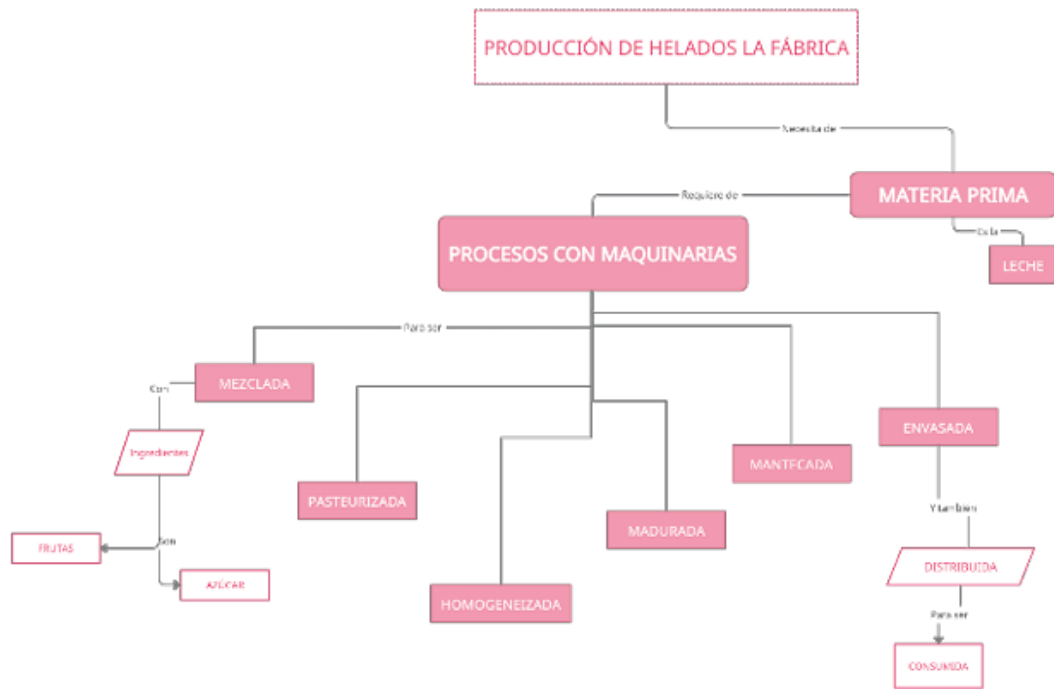 PRODUCCIÓN DE HELADOS LA FÁBRICA
Necesita de
MATERIA PRIMA
Requiere de
PROCESOS CON MAQUINARIAS
Es la
LECHE
Para ser
MEZCLADA
Con
Ingredientes
ENVASADA
MANTECADA
PASTEURIZADA
MADURADA
Y también
FRUTAS
Son
DISTRIBUIDA
AZÚCAR
HOMOGENEIZADA
Para ser
CONSUMIDA